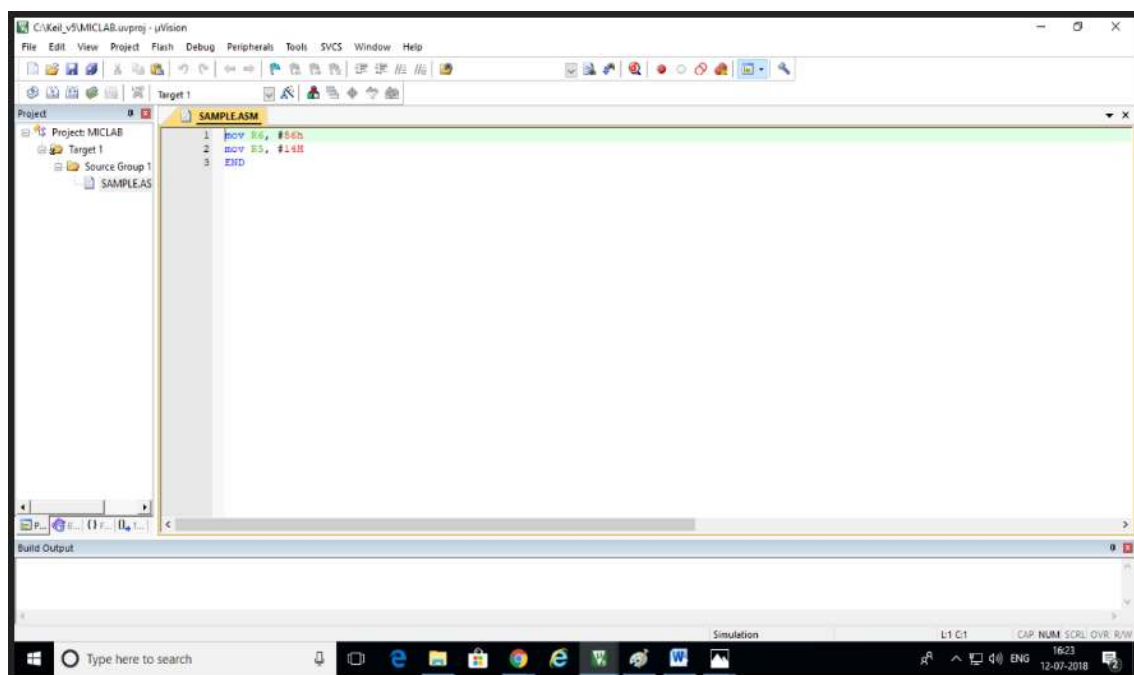 C:\Keil_v5\MICLAB.uvproj - µVision
File Edit View Project Flash Debug Peripherals Tools SVCS Window Help
Target 1
Project
SAMPLE.ASM
Project: MICLAB
Target 1
Source Group 1
SAMPLE.AS
1 mov R6, #56h
2 mov R5, #14H
3 END
P...
F...
T...
Build Output
Simulation
L:1 C:1
CAP NUM SCRL OVR R/W
Type here to search
ENG
16:23
12-07-2018